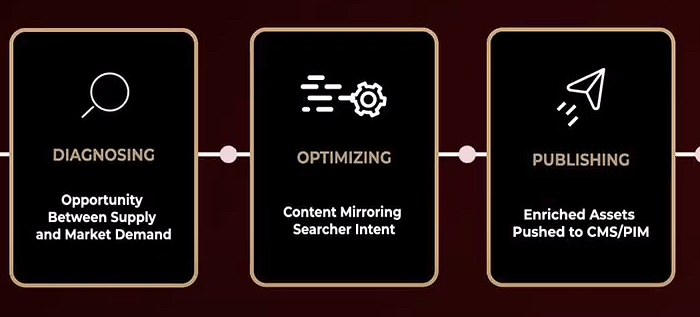 DIAGNOSING
Opportunity
Between Supply
and Market Demand
OPTIMIZING
Content Mirroring
Searcher Intent
PUBLISHING
Enriched Assets
Pushed to CMS/PIM